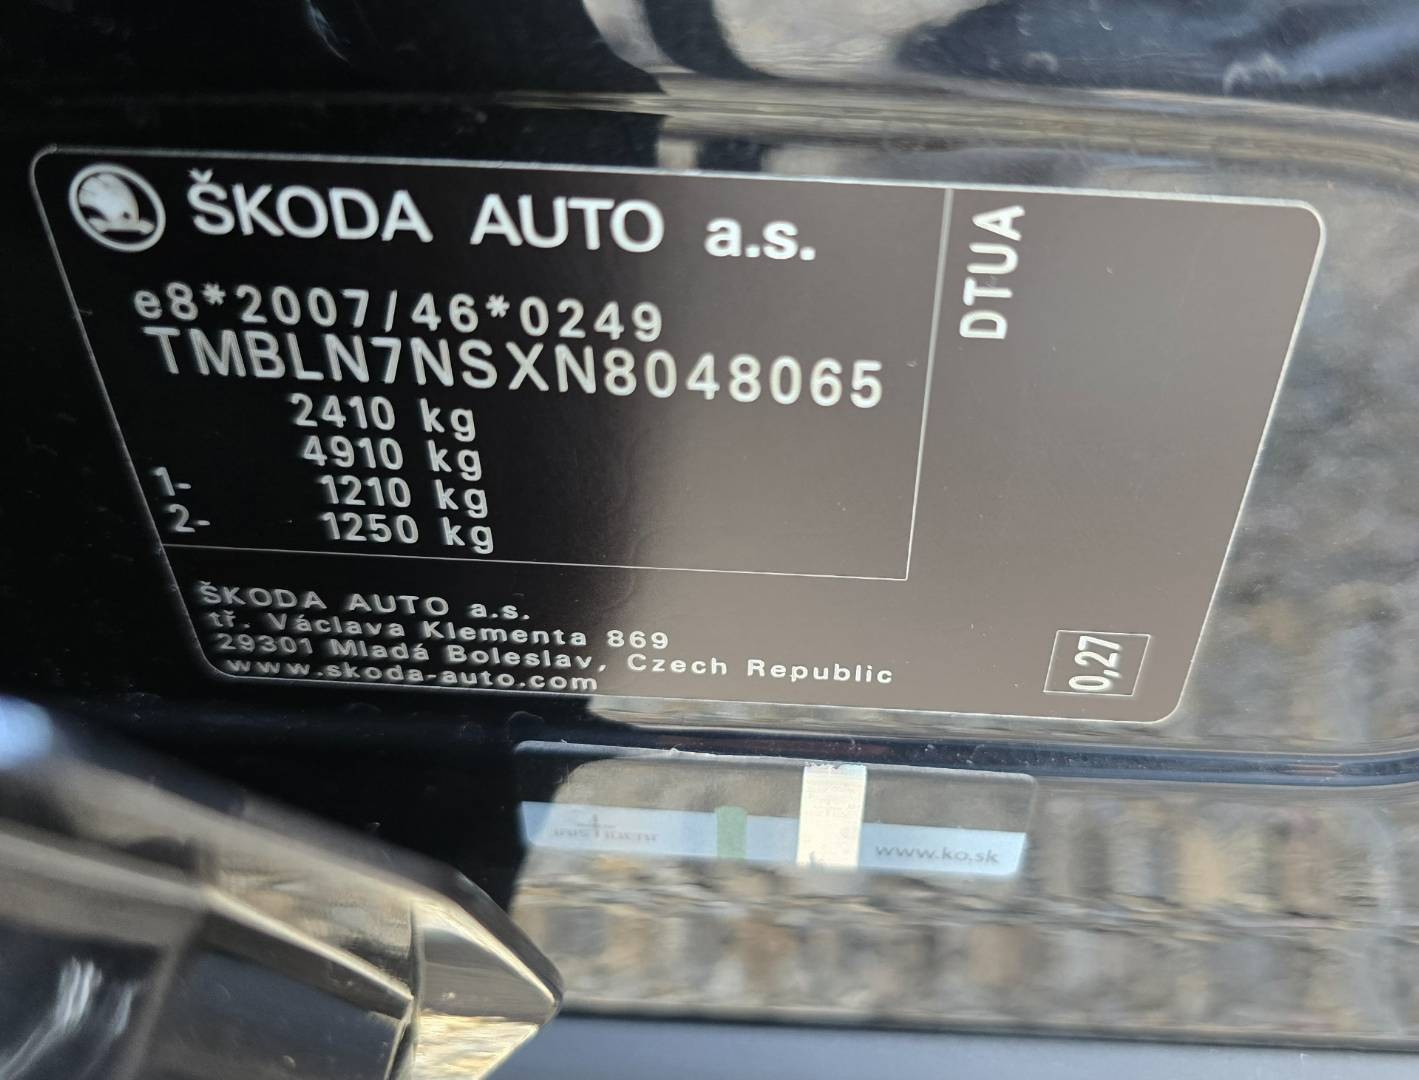 ŠKODA AUTO a.s.
DTUA
e8*2007/46*0249
TMBLN7NSXN8048065
2410 kg
4910 kg
1- 1210 kg
2- 1250 kg
ŠKODA AUTO a.s.
tř. Václava Klementa 869
29301 Mladá Boleslav, Czech Republic
www.skoda-auto.com
0,27
www.ko.sk